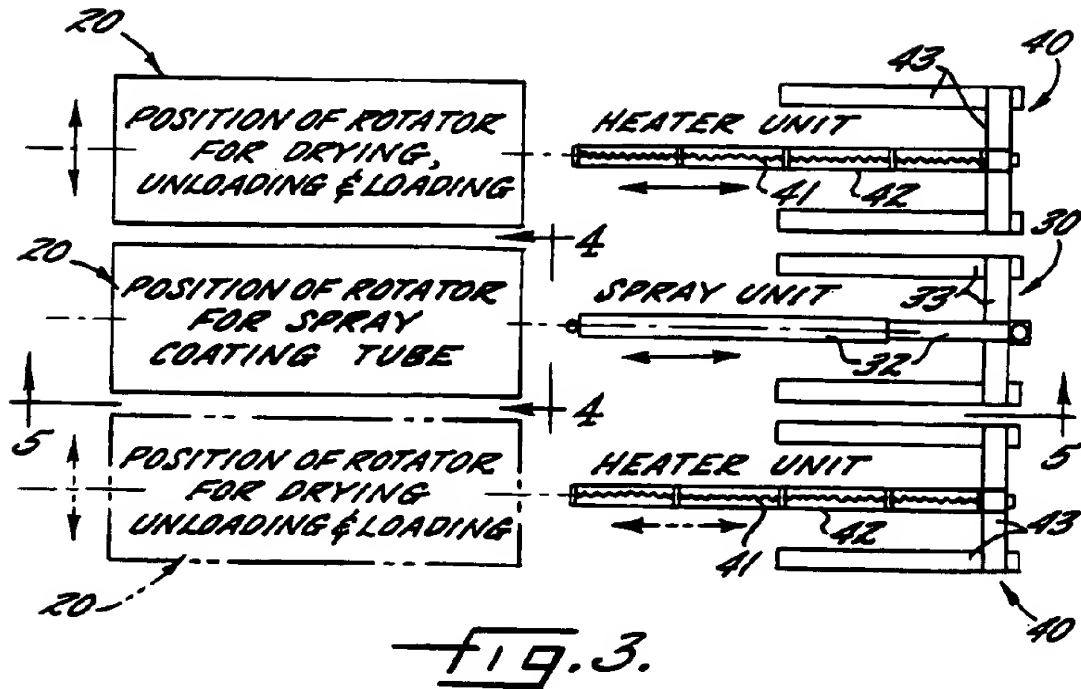 20
POSITION OF ROTATOR
FOR DRYING,
UNLOADING & LOADING
HEATER UNIT
43
40
41
42
4
30
20
POSITION OF ROTATOR
FOR SPRAY
COATING TUBE
SPRAY UNIT
33
32
4
5
5
POSITION OF ROTATOR
FOR DRYING
UNLOADING & LOADING
HEATER UNIT
41
42
43
20
40
Fig. 3.